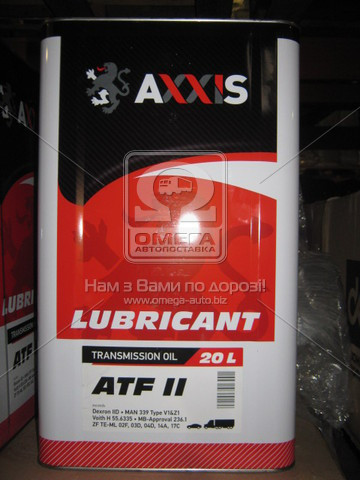 AXXIS
OMEGA
АВТОПОСТАВКА
Нам з Вами по дорозі!
www.omega-auto.biz
LUBRICANT
TRANSMISSION OIL 20 L
ATF II
Dexron IID • MAN 339 Type V1&Z1
Voith H 55.6335 • MB-Approval 236.1
ZF TE-ML 02F, 03D, 04D, 14A, 17C